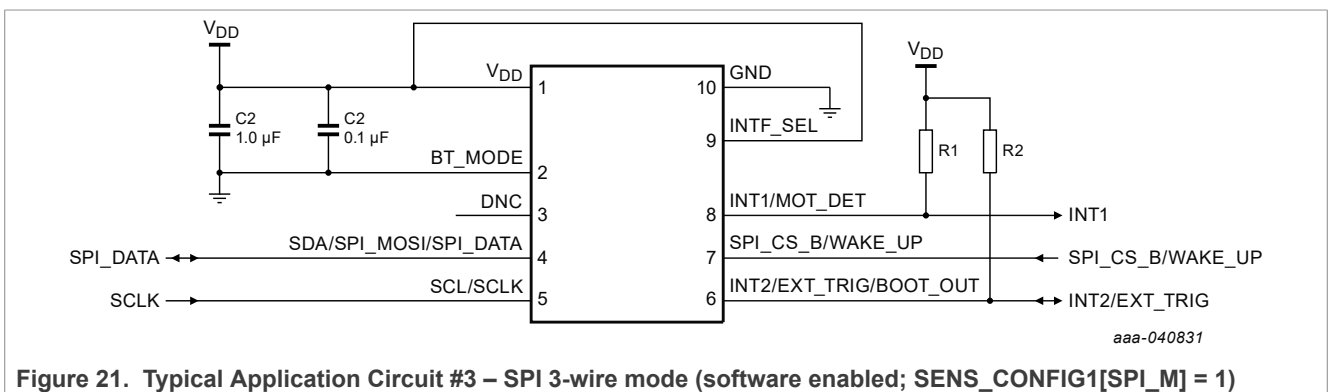 VDD
VDD
VDD
1
10
GND
C2
1.0 µF
C2
0.1 µF
INTF_SEL
9
R1
R2
BT_MODE
2
DNC
3
INT1/MOT_DET
8
INT1
SPI_DATA
SDA/SPI_MOSI/SPI_DATA
4
SPI_CS_B/WAKE_UP
7
SPI_CS_B/WAKE_UP
SCLK
SCL/SCLK
5
INT2/EXT_TRIG/BOOT_OUT
6
INT2/EXT_TRIG
aaa-040831
Figure 21. Typical Application Circuit #3 – SPI 3-wire mode (software enabled; SENS_CONFIG1[SPI_M] = 1)